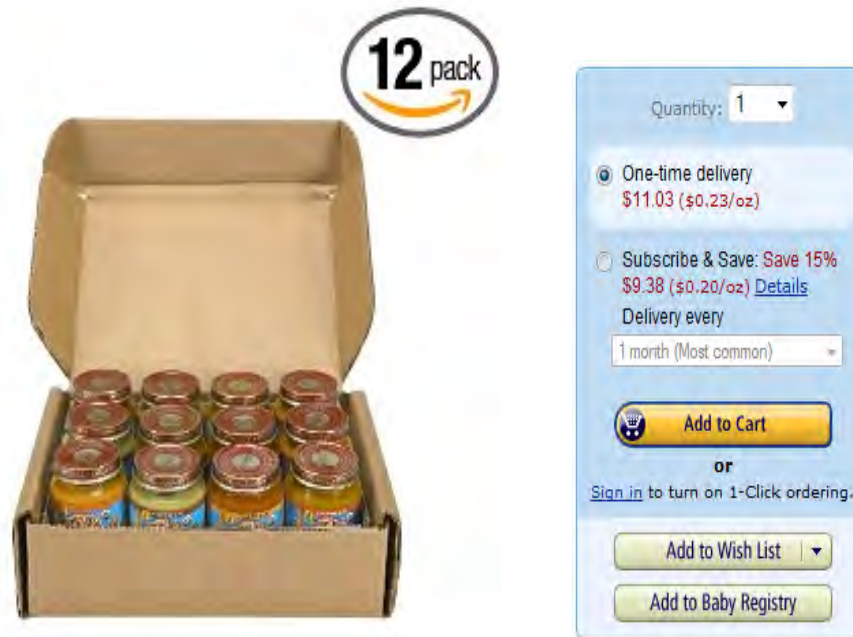 12 pack
Quantity: 1
One-time delivery
$11.03 ($0.23/oz)
Subscribe & Save: Save 15%
$9.38 ($0.20/oz) Details
Delivery every
1 month (Most common)
Add to Cart
or
Sign in to turn on 1-Click ordering.
Add to Wish List
Add to Baby Registry